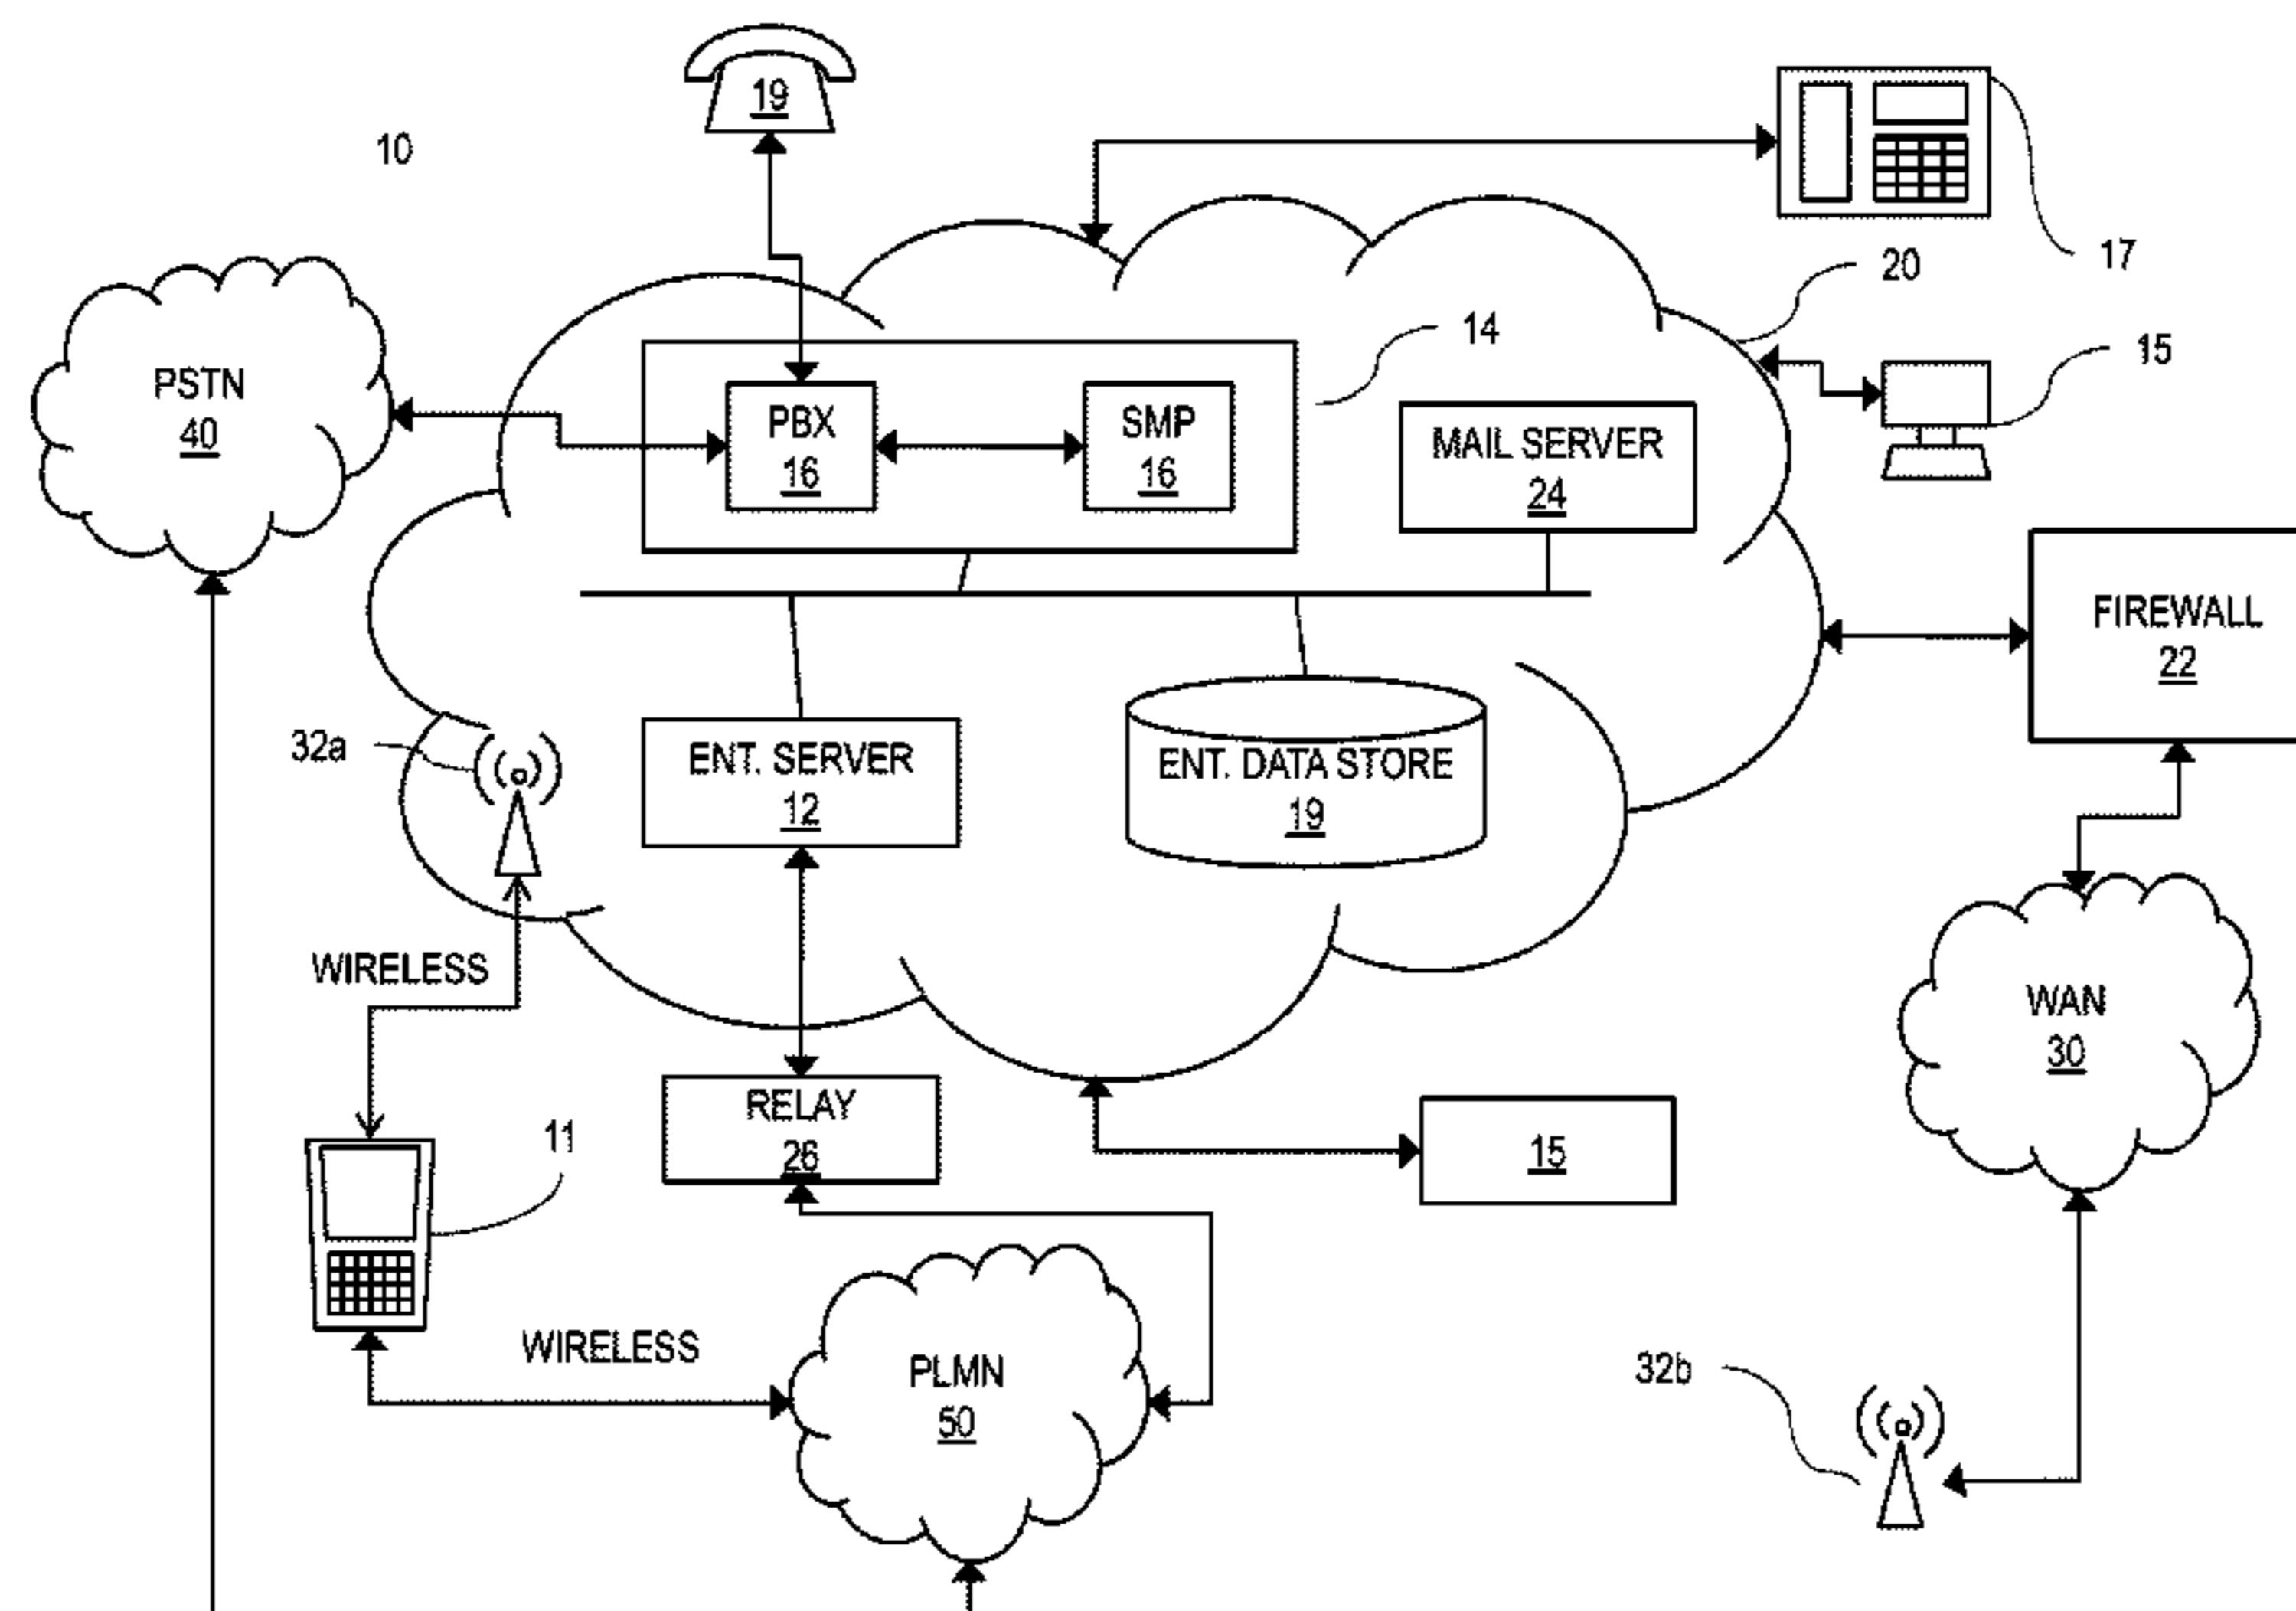 19
10
17
20
14
15
PSTN
40
PBX
16
SMP
16
MAIL SERVER
24
FIREWALL
22
32a
ENT. SERVER
12
ENT. DATA STORE
19
WIRELESS
WAN
30
RELAY
26
11
15
WIRELESS
PLMN
50
32b